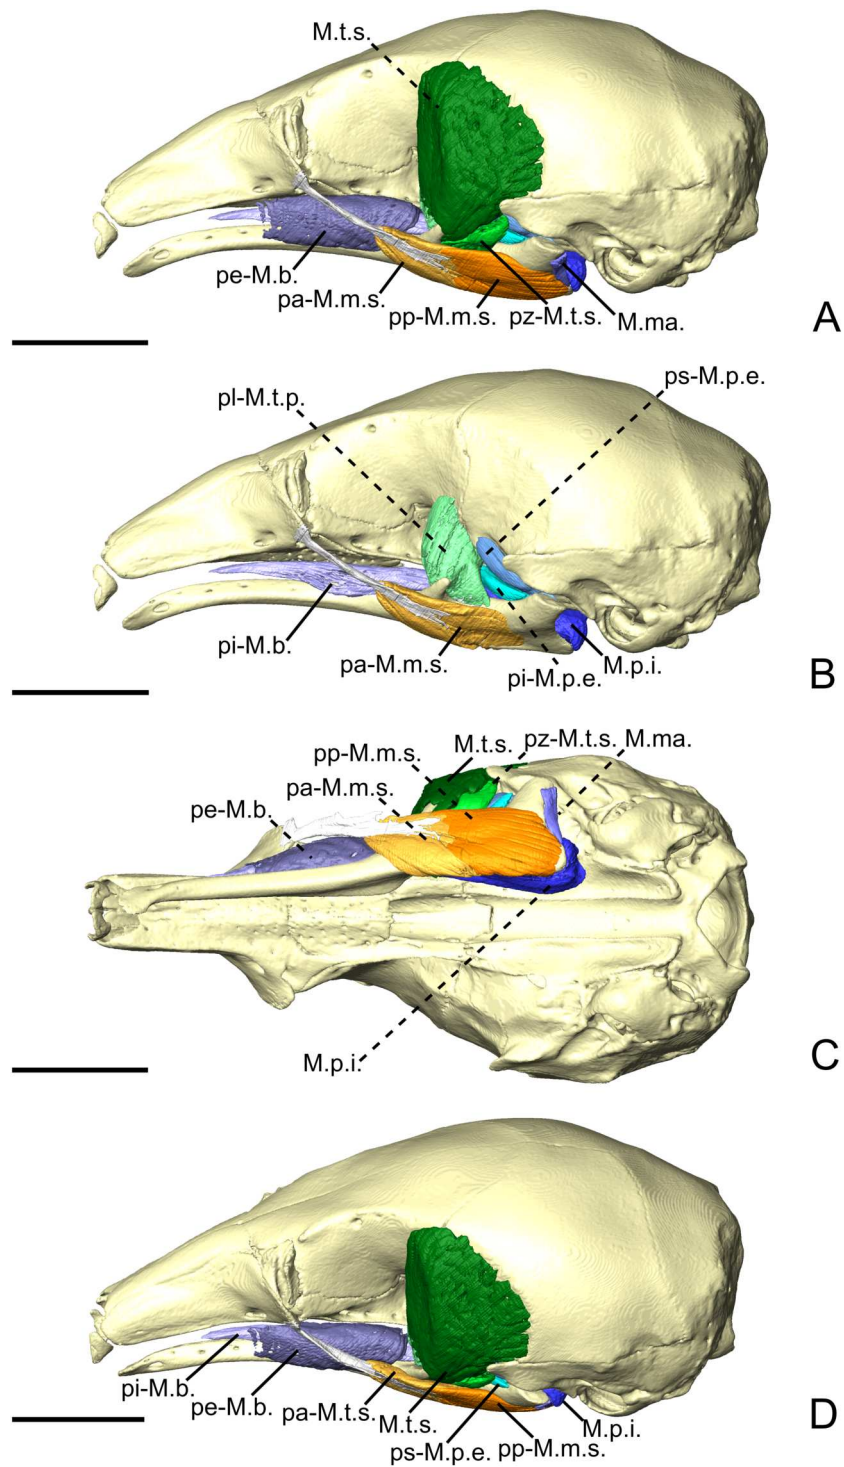 M.t.s.
pe-M.b.
pa-M.m.s.
pp-M.m.s.
pz-M.t.s.
M.ma.
A
ps-M.p.e.
pl-M.t.p.
pi-M.b.
pa-M.m.s.
pi-M.p.e.
M.p.i.
B
pp-M.m.s.
M.t.s.
pz-M.t.s.
M.ma.
pa-M.m.s.
pe-M.b.
M.p.i.
C
pi-M.b.
pe-M.b.
pa-M.t.s.
M.t.s.
ps-M.p.e.
pp-M.m.s.
M.p.i.
D